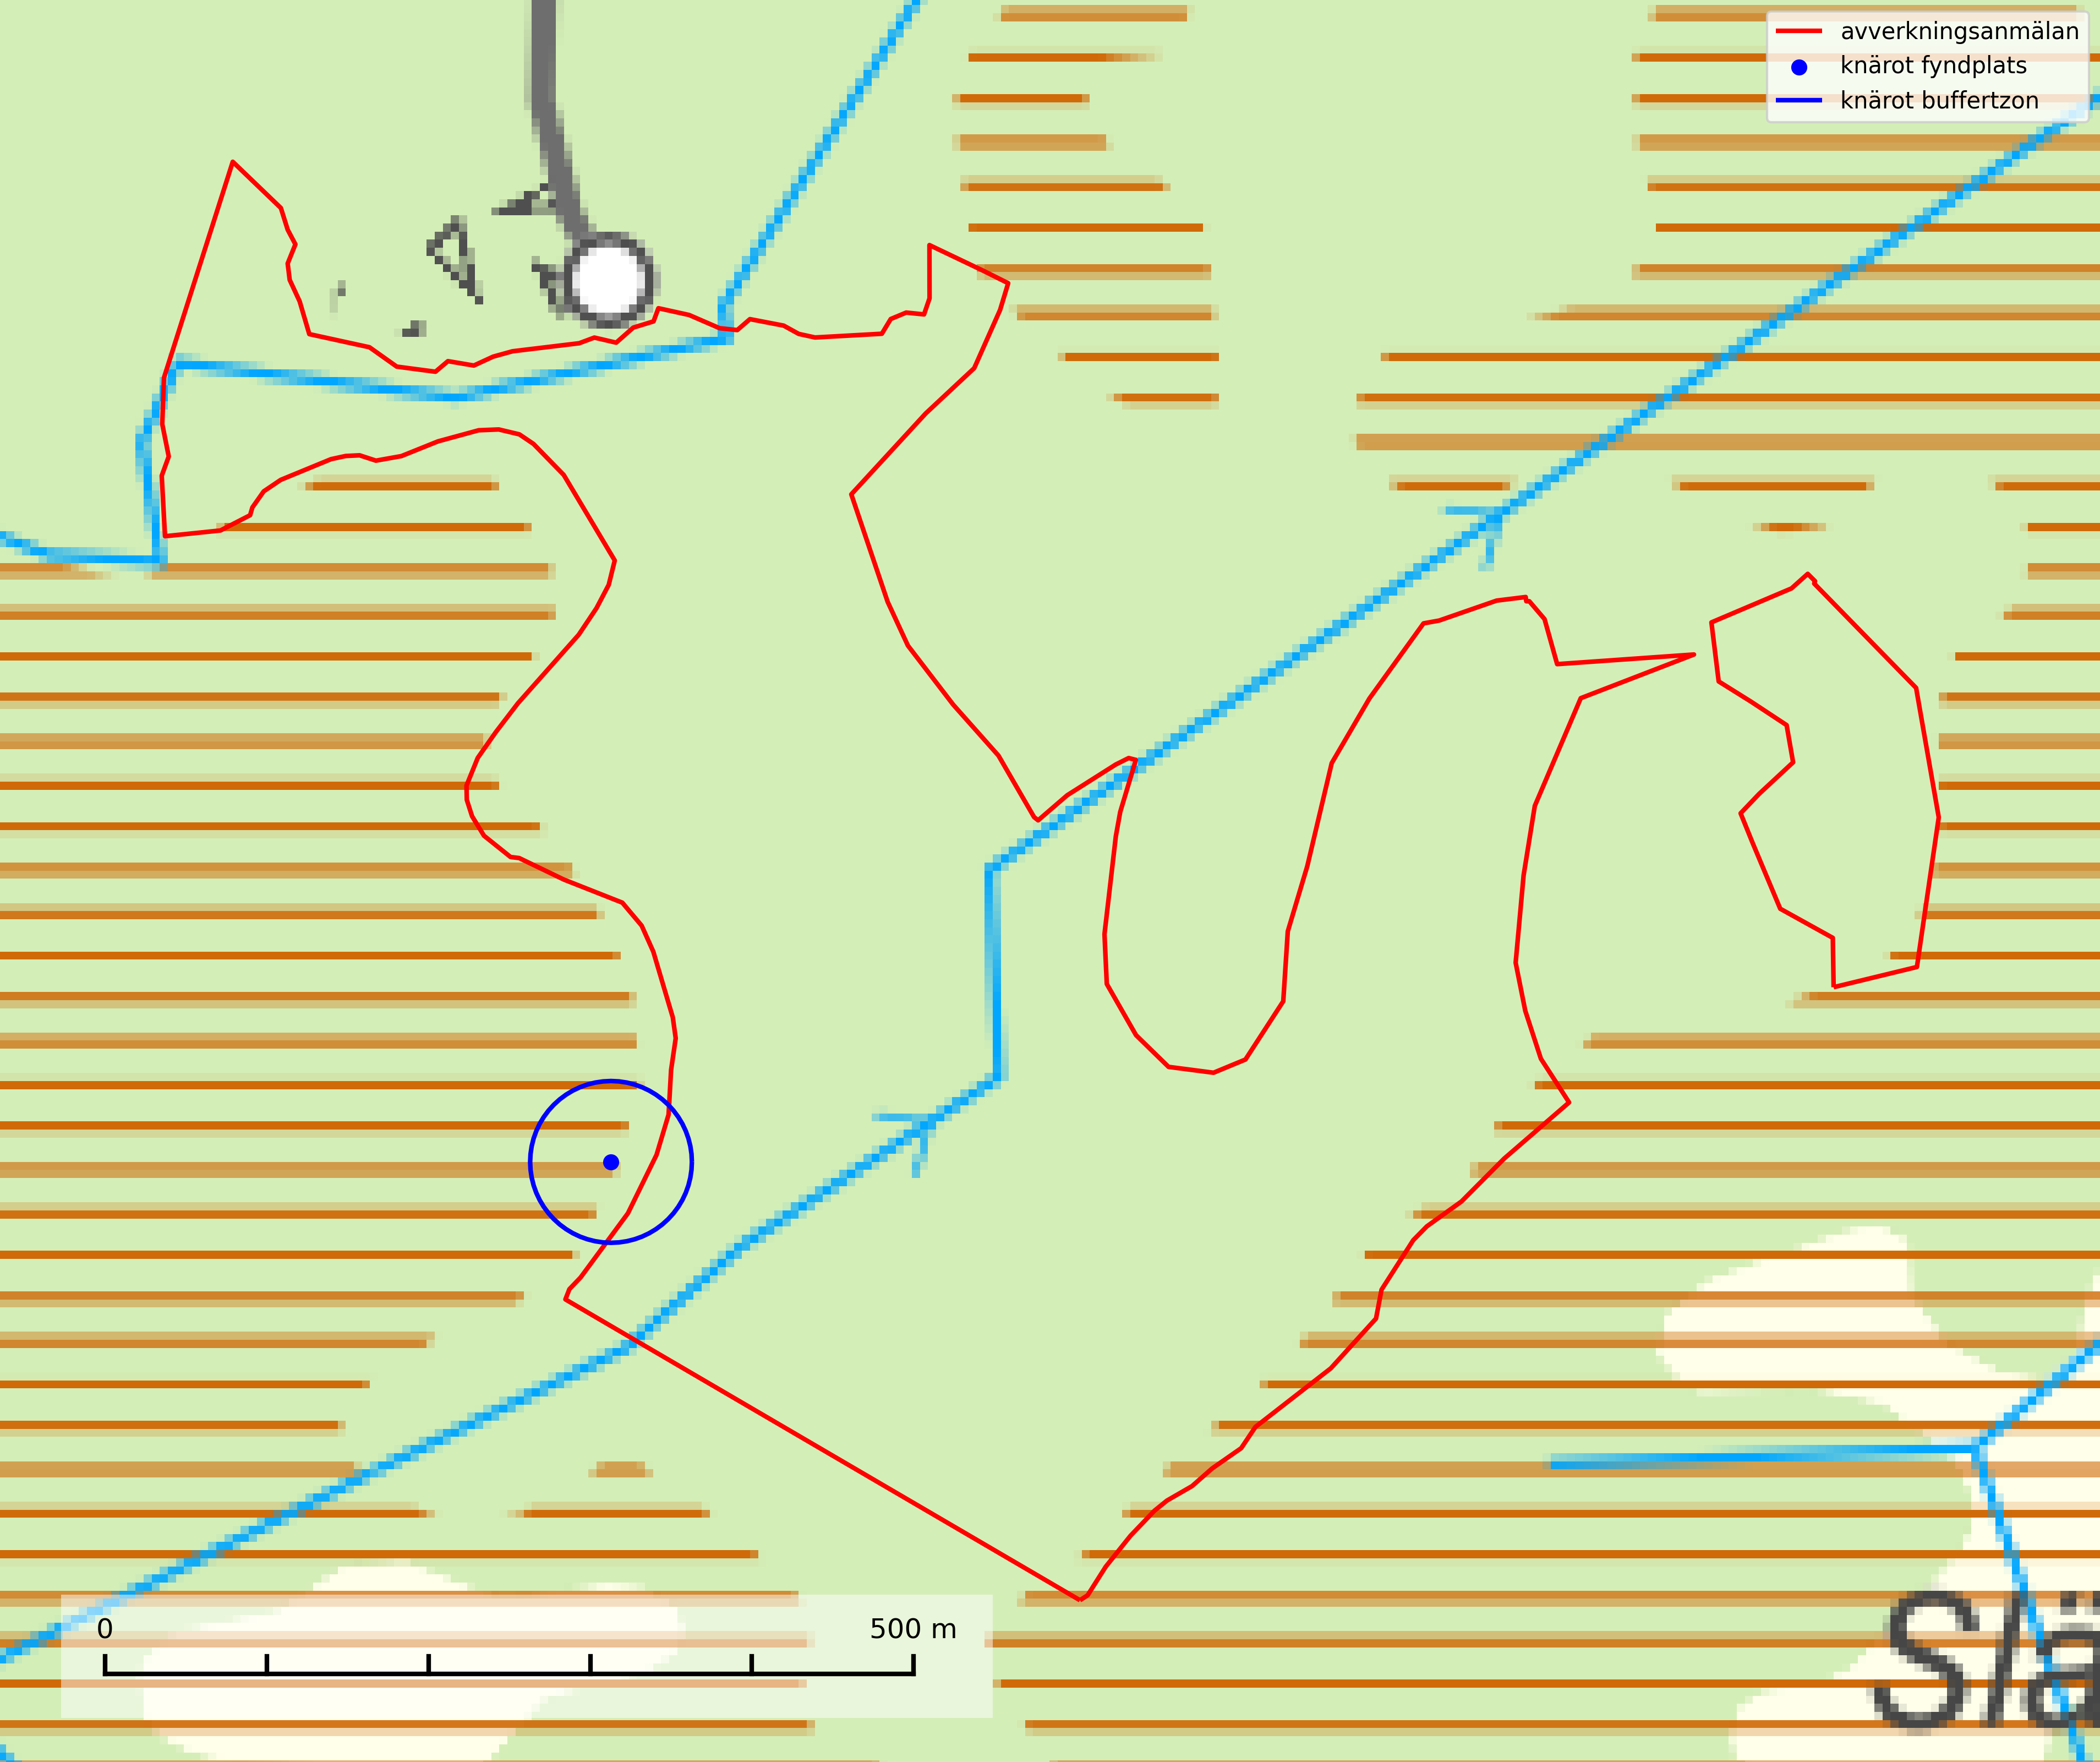 avverkningsanmälan
knärot fyndplats
knärot buffertzon
0 500 m